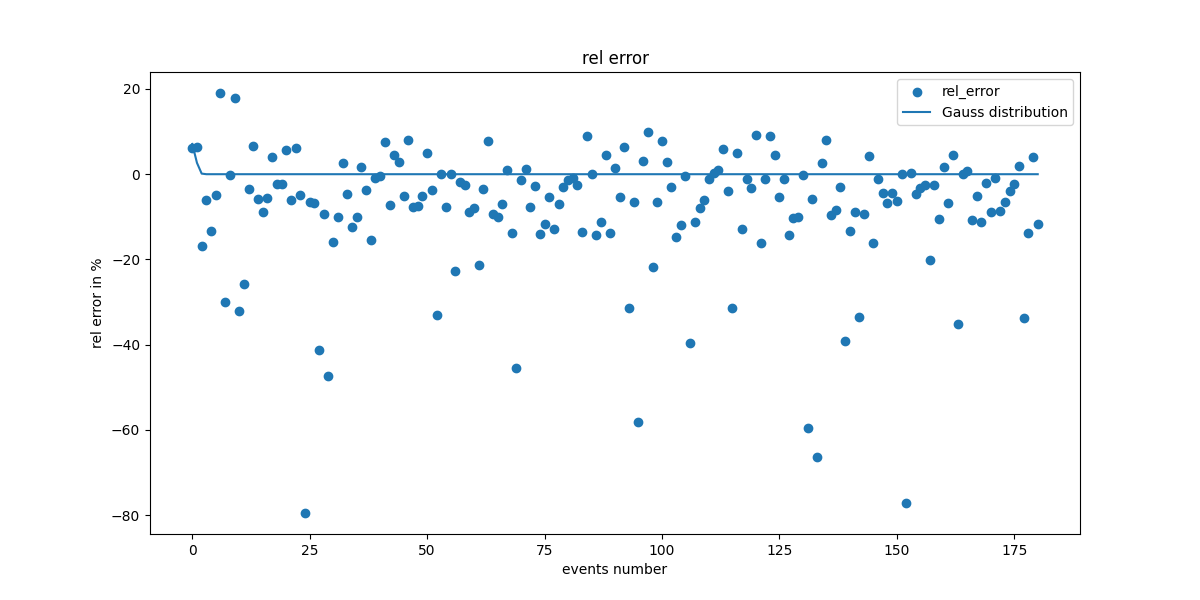 rel error
rel_error
Gauss distribution
20
0
−20
−40
−60
−80
rel error in %
0
25
50
75
100
125
150
175
events number